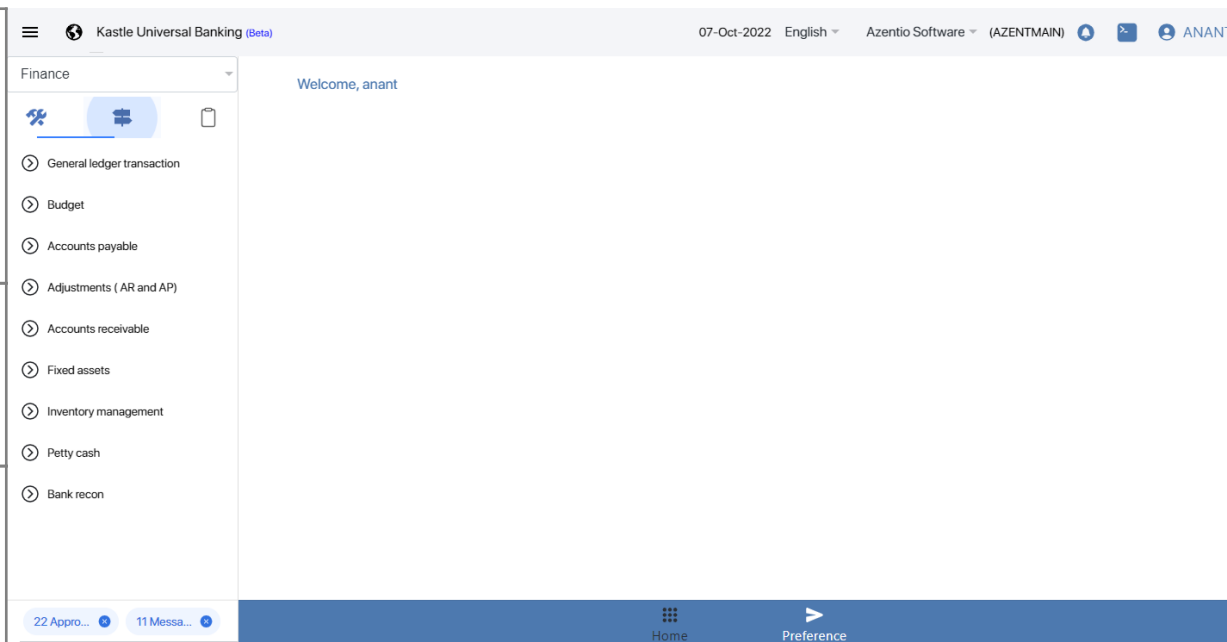 Kastle Universal Banking (Beta)
07-Oct-2022 English Azentio Software (AZENTMAIN) ANANT
Finance
Welcome, anant
General ledger transaction
Budget
Accounts payable
Adjustments ( AR and AP)
Accounts receivable
Fixed assets
Inventory management
Petty cash
Bank recon
22 Appro... 11 Messa...
Home Preference